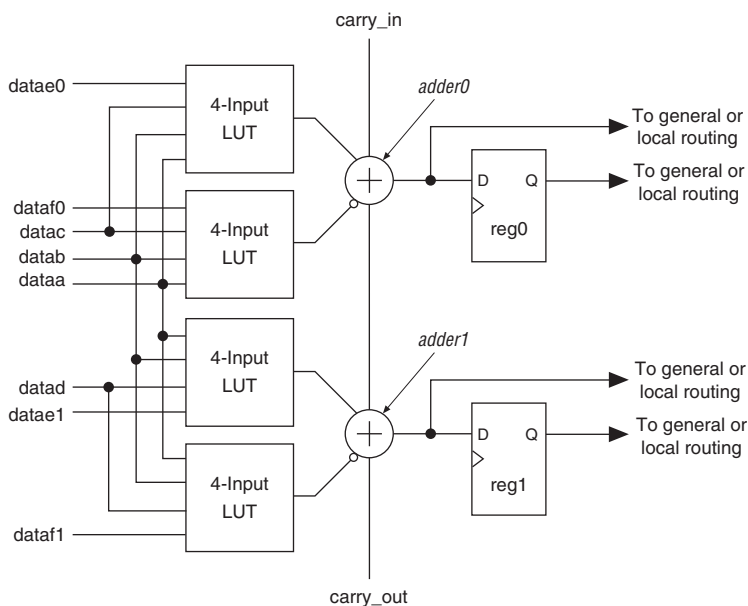 carry_in
datae0
4-Input
LUT
adder0
To general or
local routing
D Q
reg0
To general or
local routing
dataf0
datac
datab
dataa
4-Input
LUT
4-Input
LUT
adder1
To general or
local routing
datad
datae1
D Q
reg1
To general or
local routing
4-Input
LUT
dataf1
carry_out